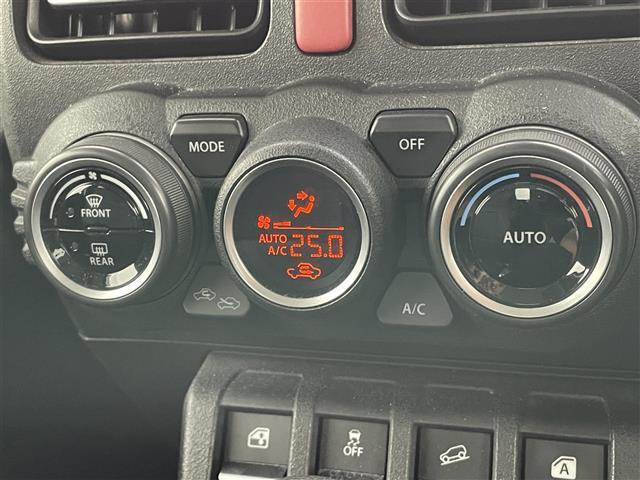 MODE
OFF
FRONT
REAR
AUTO
A/C 25.0
AUTO
A/C
OFF
A